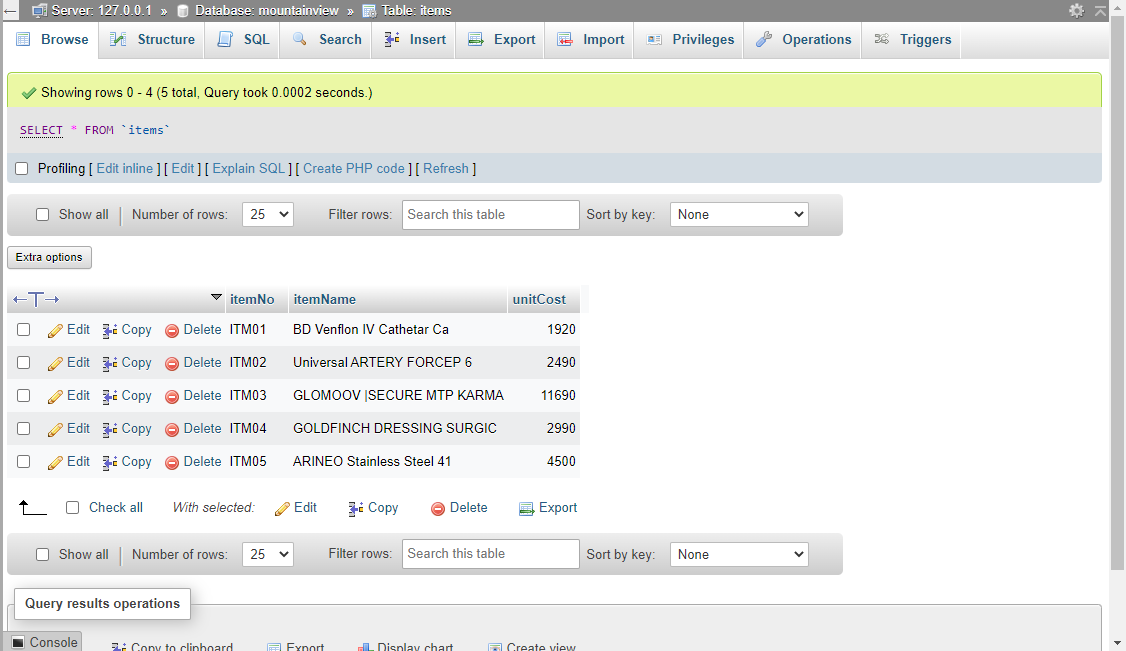 Server: 127.0.0.1 » Database: mountainview » Table: items
Browse Structure SQL Search Insert Export Import Privileges Operations Triggers
Showing rows 0 - 4 (5 total, Query took 0.0002 seconds.)
SELECT * FROM `items`
Profiling [ Edit inline ] [ Edit ] [ Explain SQL ] [ Create PHP code ] [ Refresh ]
Show all | Number of rows: 25 Filter rows: Search this table Sort by key: None
Extra options
←T→ itemNo itemName unitCost
Edit Copy Delete ITM01 BD Venflon IV Cathetar Ca 1920
Edit Copy Delete ITM02 Universal ARTERY FORCEP 6 2490
Edit Copy Delete ITM03 GLOMOOV |SECURE MTP KARMA 11690
Edit Copy Delete ITM04 GOLDFINCH DRESSING SURGIC 2990
Edit Copy Delete ITM05 ARINEO Stainless Steel 41 4500
Check all With selected: Edit Copy Delete Export
Show all | Number of rows: 25 Filter rows: Search this table Sort by key: None
Query results operations
Console Copy to clipboard Export Display chart Create view